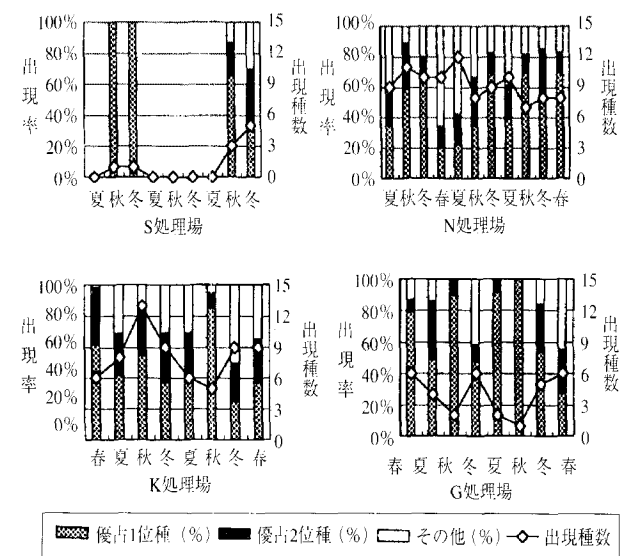 100%
80%
60%
40%
20%
0%
出現率
15
12
9
6
3
0
出現種数
夏 秋 冬 夏 秋 冬 夏 秋 冬
S処理場
100%
80%
60%
40%
20%
0%
出現率
15
12
9
6
3
0
出現種数
夏 秋 冬 春 夏 秋 冬 夏 秋 冬 春
N処理場
100%
80%
60%
40%
20%
0%
出現率
15
12
9
6
3
0
出現種数
春 夏 秋 冬 夏 秋 冬 春
K処理場
100%
80%
60%
40%
20%
0%
出現率
15
12
9
6
3
0
出現種数
春 夏 秋 冬 夏 秋 冬 春
G処理場
優占1位種(%) 優占2位種(%) その他(%) 出現種数